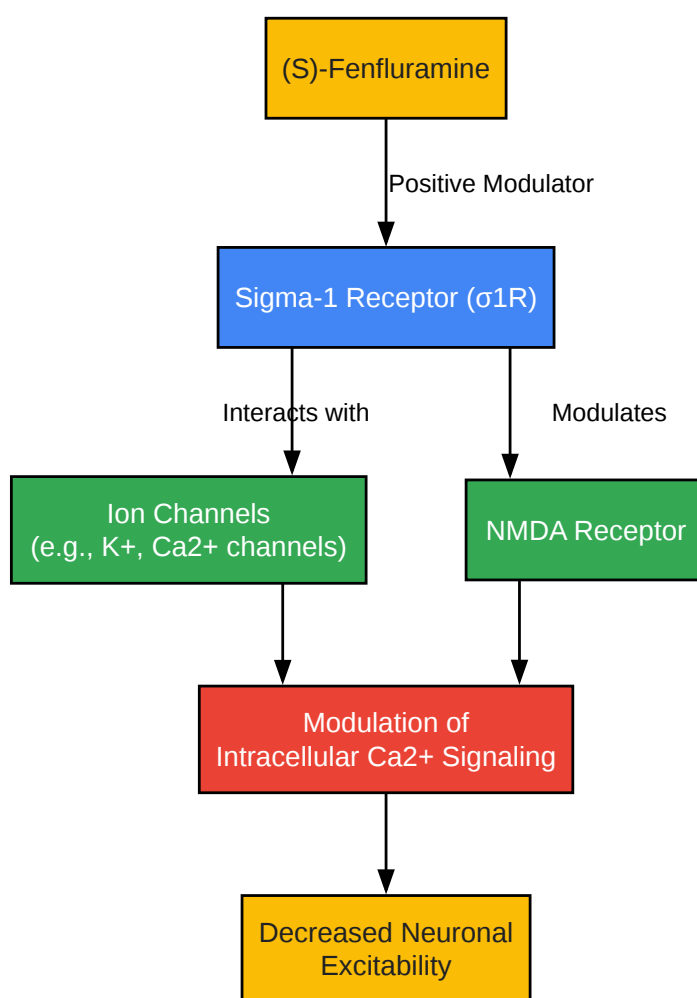 (S)-Fenfluramine
Positive Modulator
Sigma-1 Receptor (σ1R)
Interacts with
Modulates
Ion Channels
(e.g., K+, Ca2+ channels)
NMDA Receptor
Modulation of
Intracellular Ca2+ Signaling
Decreased Neuronal
Excitability